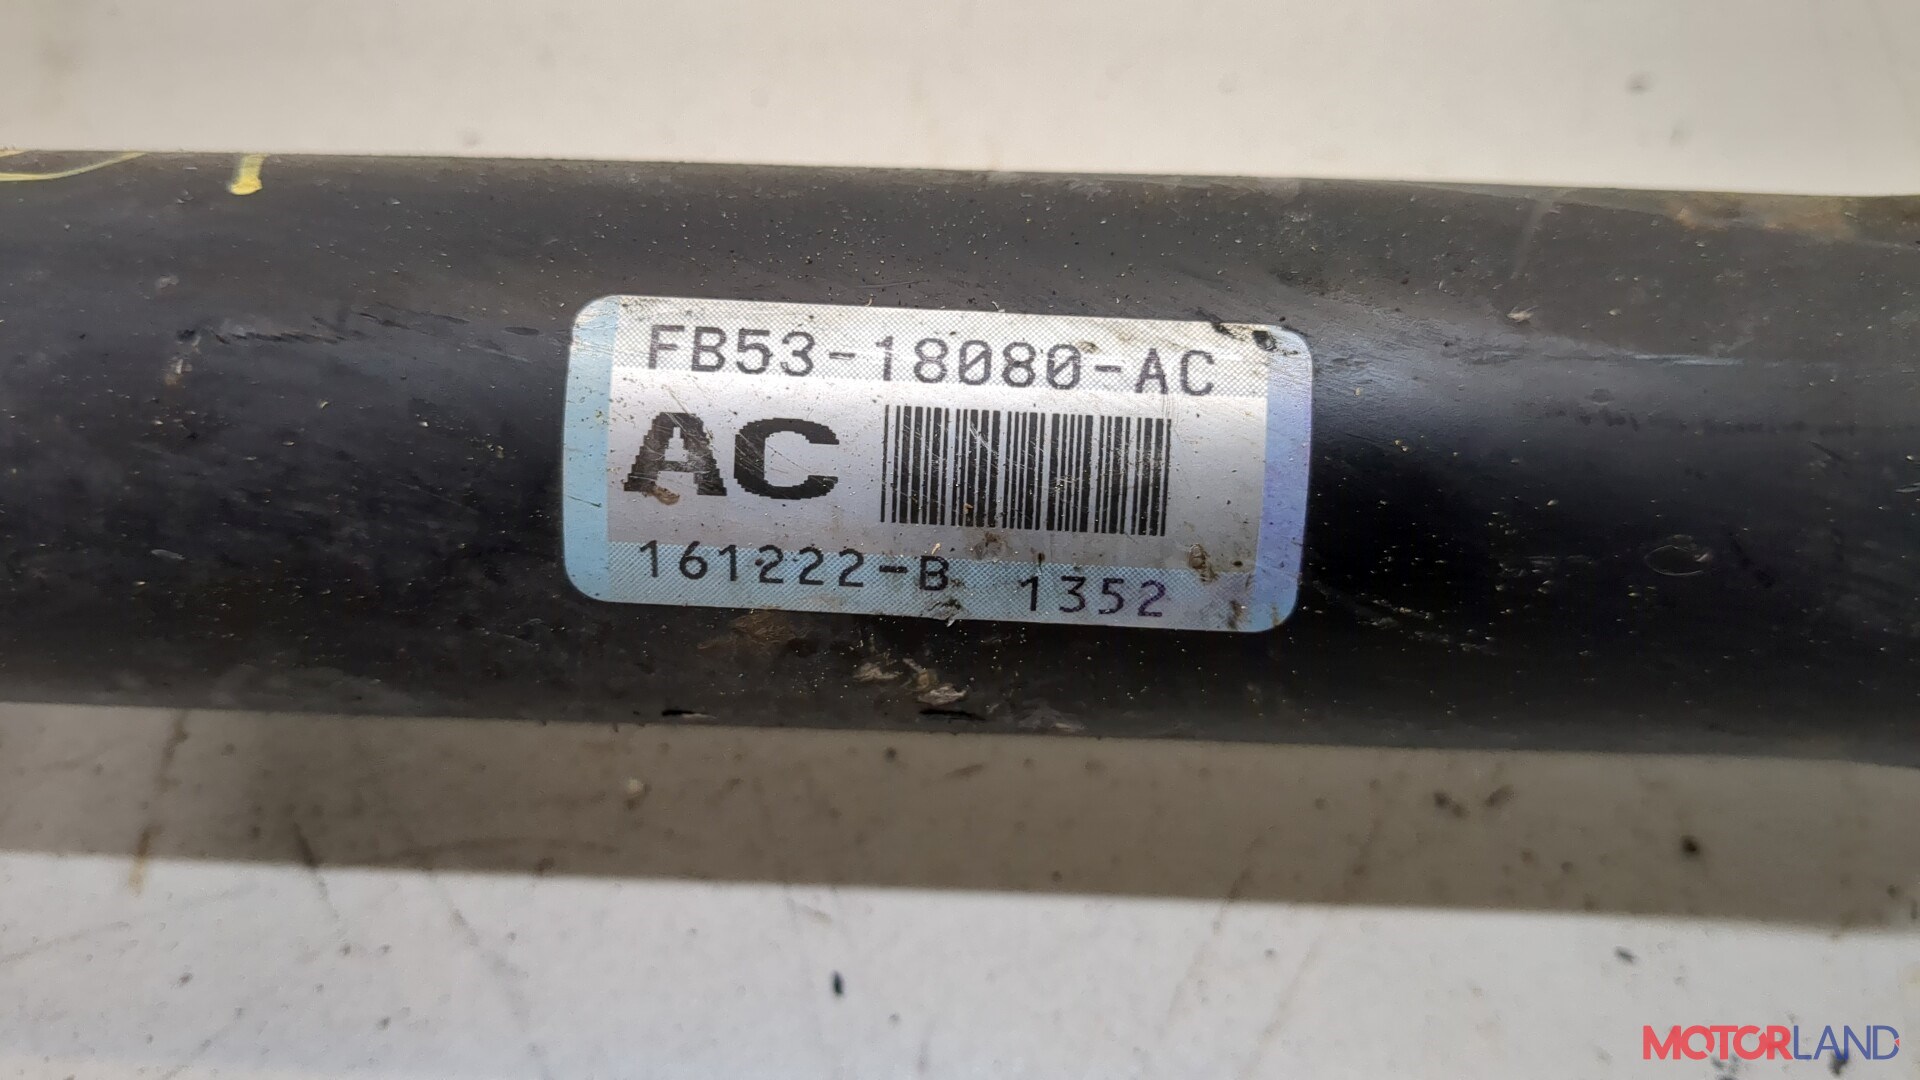 FB53-18080-AC
AC
161222-B 1352
MOTORLAND